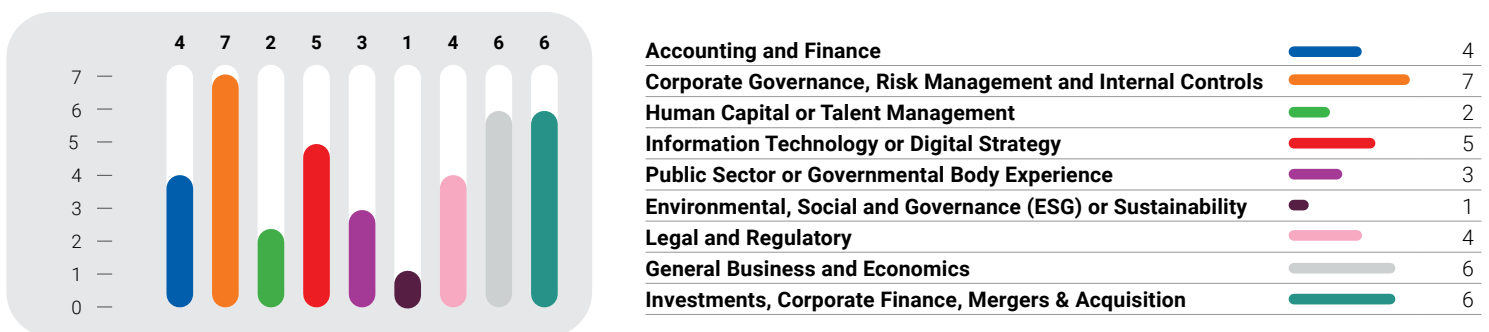 4 7 2 5 3 1 4 6 6
7
6
5
4
3
2
1
0
Accounting and Finance 4
Corporate Governance, Risk Management and Internal Controls 7
Human Capital or Talent Management 2
Information Technology or Digital Strategy 5
Public Sector or Governmental Body Experience 3
Environmental, Social and Governance (ESG) or Sustainability 1
Legal and Regulatory 4
General Business and Economics 6
Investments, Corporate Finance, Mergers & Acquisition 6